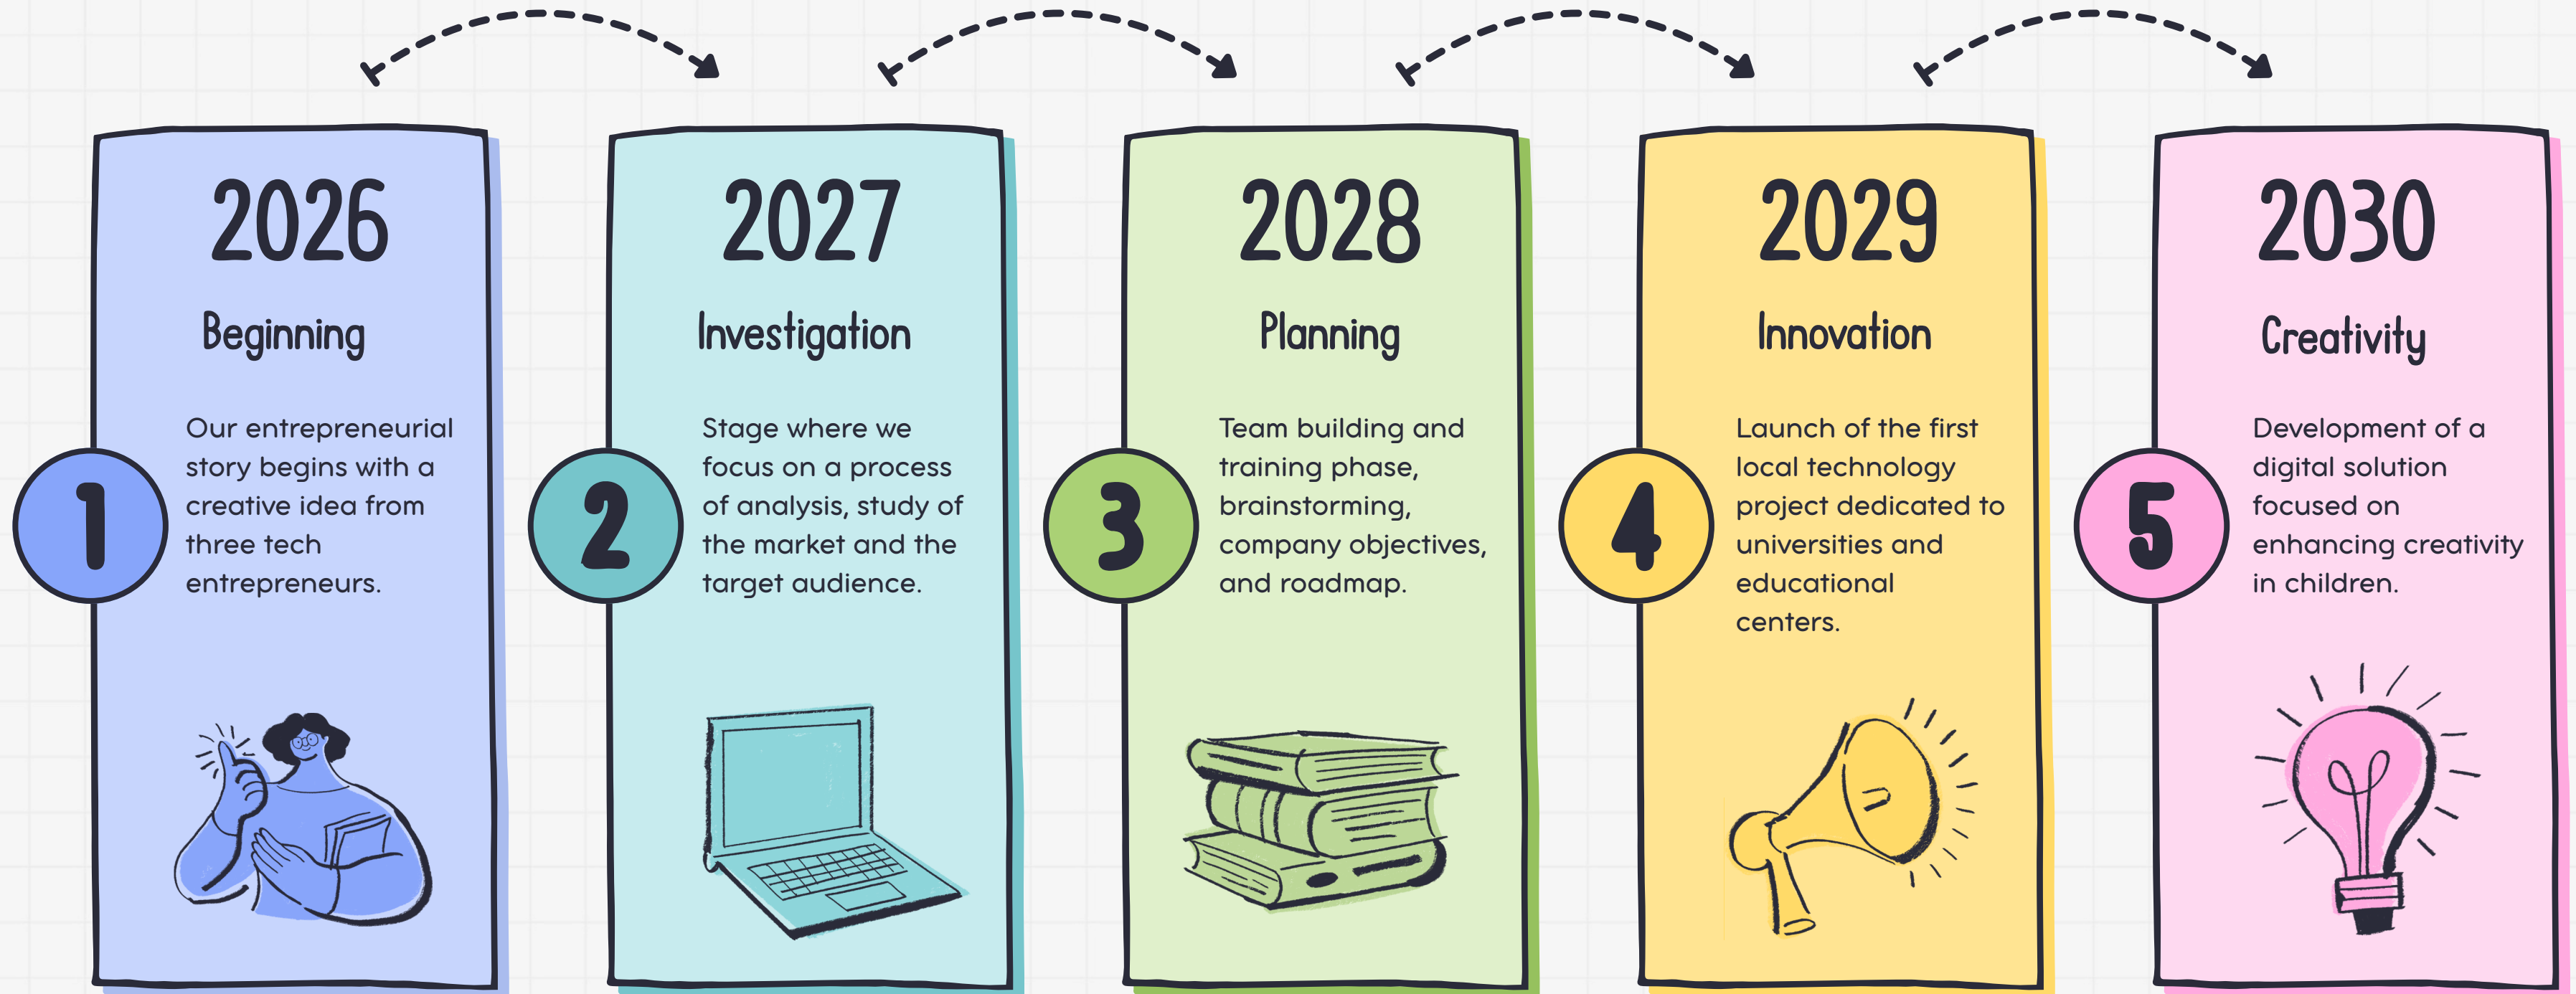 2026
Beginning
1
Our entrepreneurial
story begins with a
creative idea from
three tech
entrepreneurs.
2027
Investigation
2
Stage where we
focus on a process
of analysis, study of
the market and the
target audience.
2028
Planning
3
Team building and
training phase,
brainstorming,
company objectives,
and roadmap.
2029
Innovation
4
Launch of the first
local technology
project dedicated to
universities and
educational
centers.
2030
Creativity
5
Development of a
digital solution
focused on
enhancing creativity
in children.